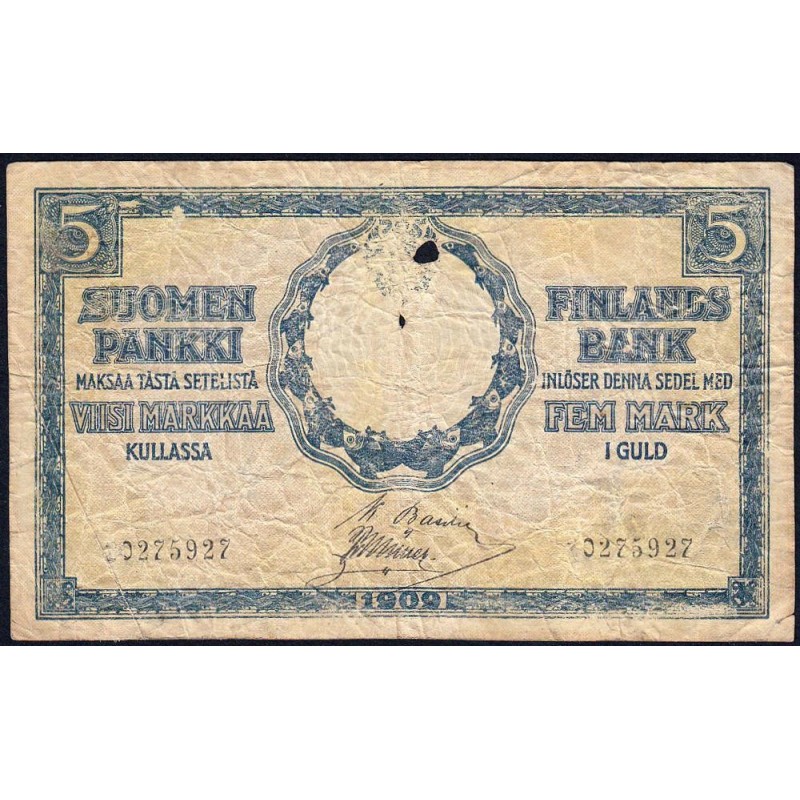 5 5
SUOMEN
PANKKI
MAKSAA TÄSTÄ SETELISTÄ
VIISI MARKKAA
KULLASSA
FINLANDS
BANK
INLÖSER DENNA SEDEL MED
FEM MARK
I GULD
0275927 0275927
1909